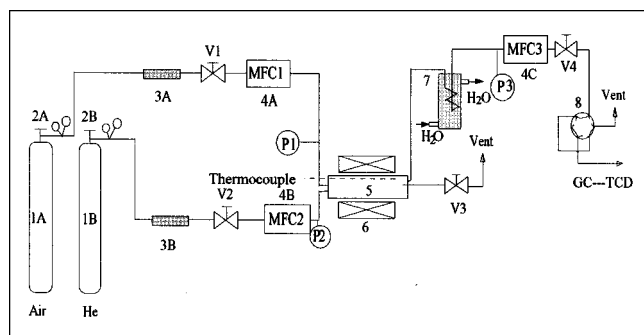 V1
MFC1
3A
4A
2A
2B
P1
7
H₂O
H₂O
P3
MFC3
4C
V4
8
Vent
GC---TCD
Vent
Thermocouple
V2
4B
5
V3
1A
1B
3B
MFC2
P2
6
Air
He